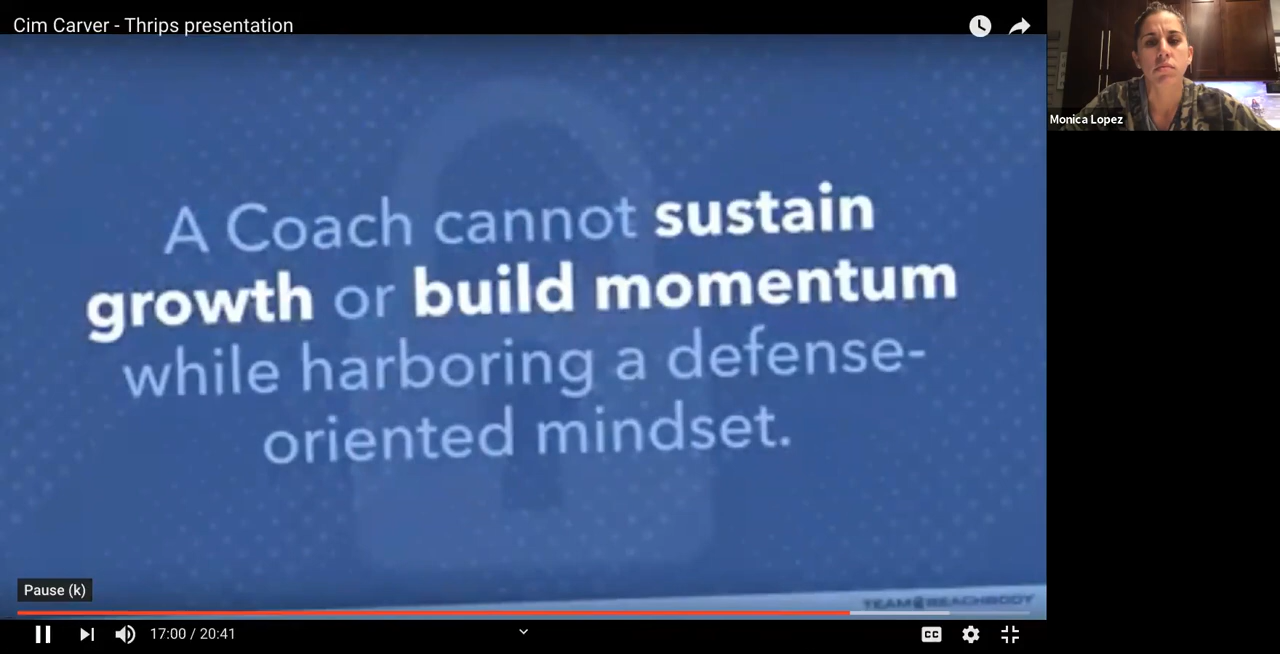 Cim Carver - Thrips presentation
A Coach cannot sustain
growth or build momentum
while harboring a defense-
oriented mindset.
TEAM BEACHBODY
Pause (k)
17:00 / 20:41
CC
Monica Lopez